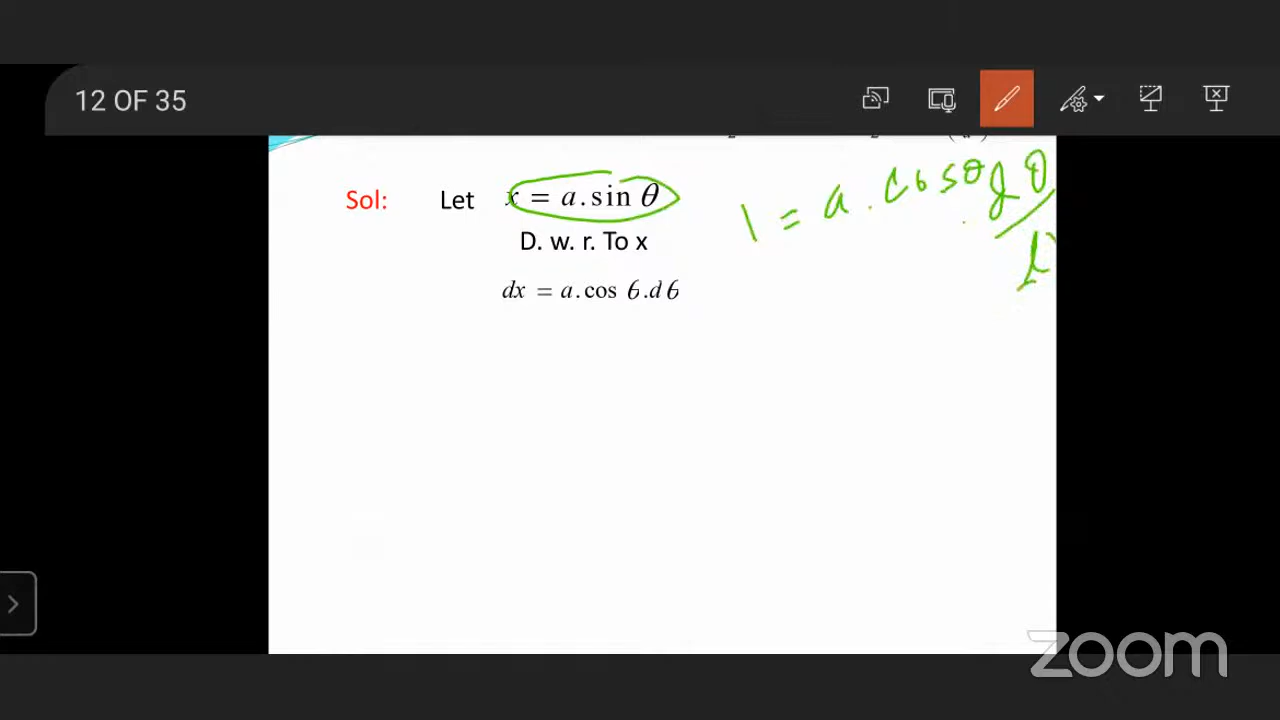 12 OF 35
Sol: Let x = a.sin θ
1 = a.cosθ dθ/d
D. w. r. To x
dx = a.cos θ.dθ
zoom